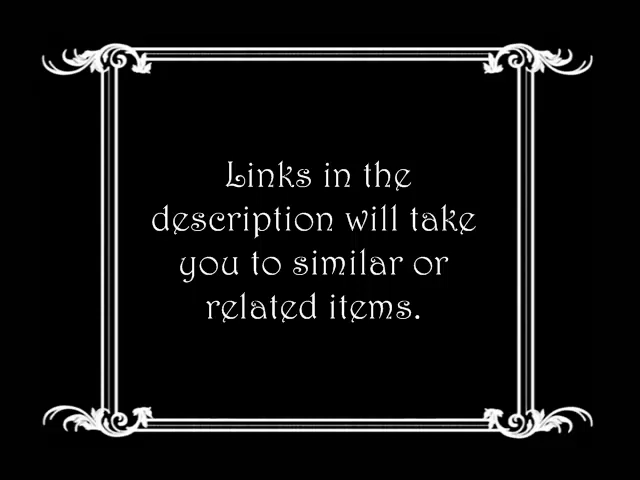 Links in the
description will take
you to similar or
related items.